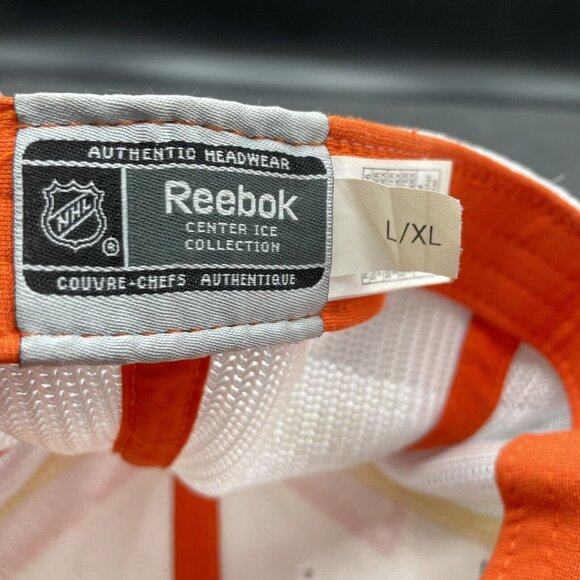 AUTHENTIC HEADWEAR
NHL
®
Reebok
CENTER ICE
COLLECTION
COUVRE-CHEFS AUTHENTIQUE
L/XL